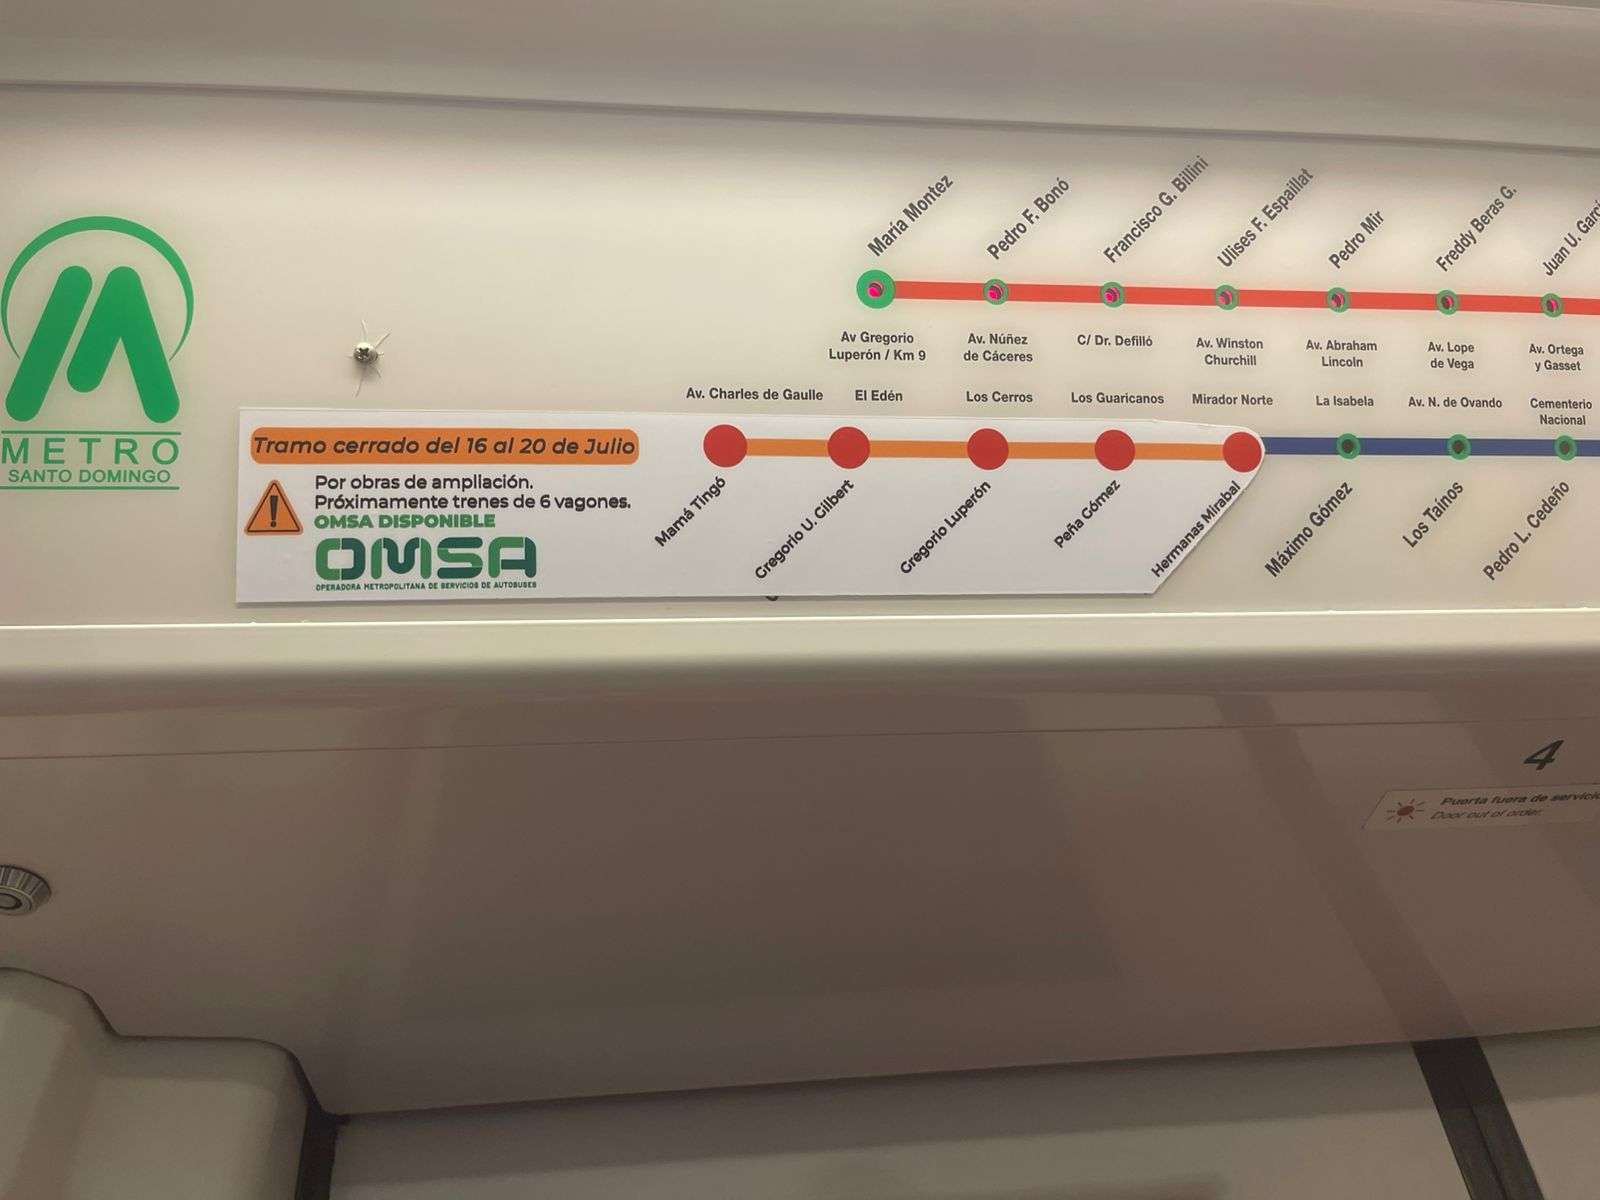 María Montez
Pedro F. Bonó
Francisco G. Billini
Ulises F. Espaillat
Pedro Mir
Freddy Beras G.
Juan U.
Av Gregorio
Luperón / Km 9
Av. Núñez
de Cáceres
C/ Dr. Defilló
Av. Winston
Churchill
Av. Abraham
Lincoln
Av. Lope
de Vega
Av. Ortega
y Gasset
METRO
SANTO DOMINGO
Av. Charles de Gaulle
El Edén
Los Cerros
Los Guaricanos
Mirador Norte
La Isabela
Av. N. de Ovando
Cementerio
Nacional
Tramo cerrado del 16 al 20 de Julio
Por obras de ampliación.
Próximamente trenes de 6 vagones.
OMSA DISPONIBLE
OMSA
OPERADORA METROPOLITANA DE SERVICIOS DE AUTOBUSES
Mamá Tingó
Gregorio U. Gilbert
Gregorio Luperón
Peña Gómez
Hermanas Mirabal
Máximo Gómez
Los Taínos
Pedro L. Cedeño
4
Puerta fuera de servicio
Door out of order.